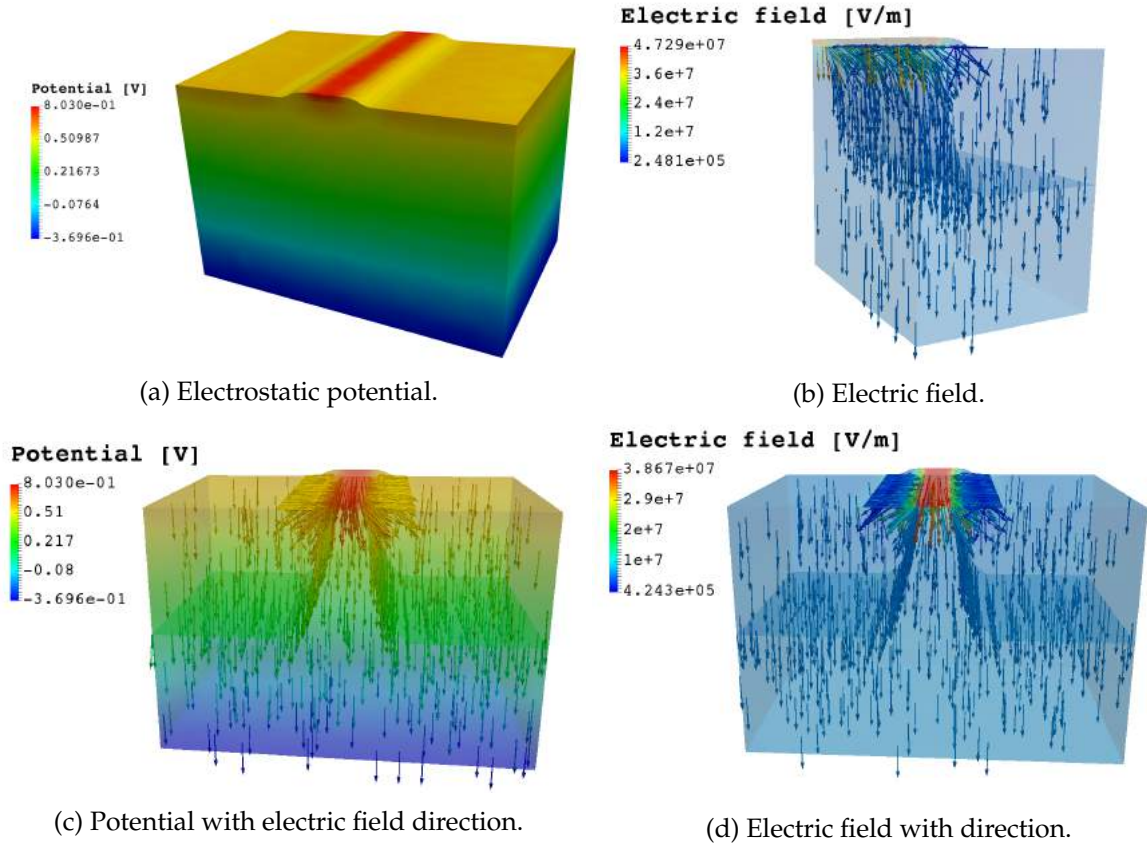 Potential [V]
8.030e-01
0.50987
0.21673
-0.0764
-3.696e-01
(a) Electrostatic potential.
Electric field [V/m]
4.729e+07
3.6e+7
2.4e+7
1.2e+7
2.481e+05
(b) Electric field.
Potential [V]
8.030e-01
0.51
0.217
-0.08
-3.696e-01
(c) Potential with electric field direction.
Electric field [V/m]
3.867e+07
2.9e+7
2e+7
1e+7
4.243e+05
(d) Electric field with direction.